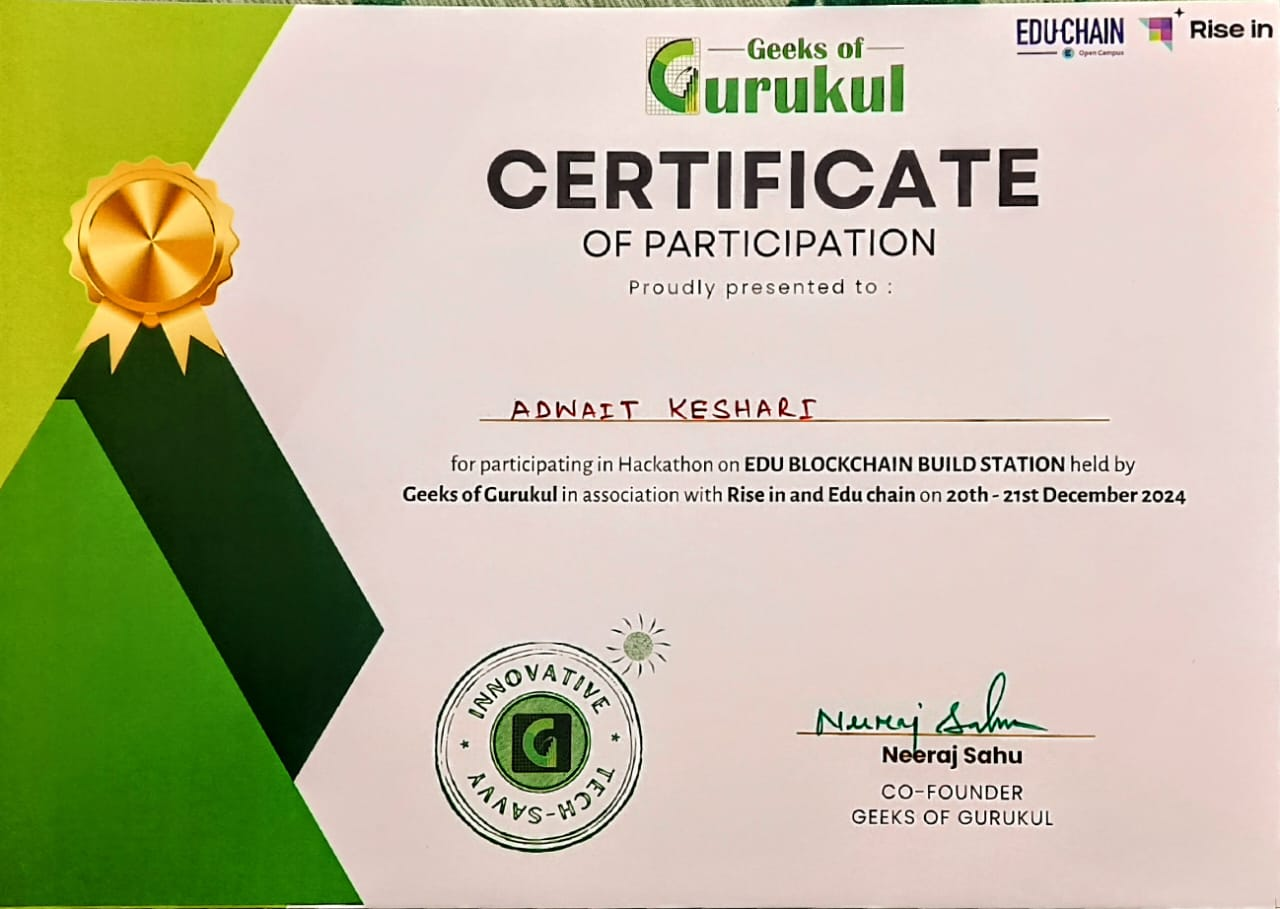 EDU CHAIN
Open Campus
Rise in
Geeks of
Gurukul
CERTIFICATE
OF PARTICIPATION
Proudly presented to :
ADWAIT KESHARI
for participating in Hackathon on EDU BLOCKCHAIN BUILD STATION held by
Geeks of Gurukul in association with Rise in and Edu chain on 20th - 21st December 2024
INNOVATIVE
TECH-SAVVY
Neeraj Sahu
Neeraj Sahu
CO-FOUNDER
GEEKS OF GURUKUL